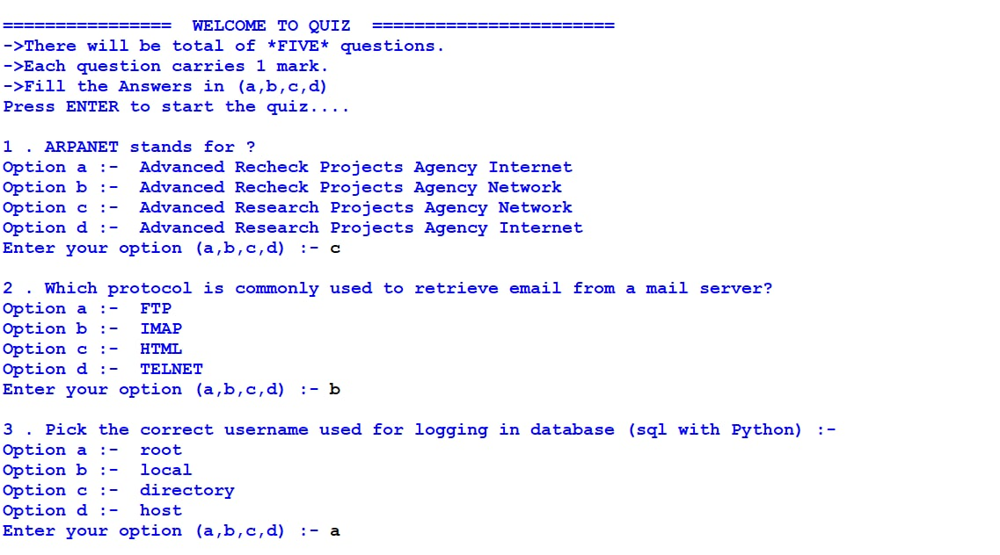 ================  WELCOME TO QUIZ  =======================
->There will be total of *FIVE* questions.
->Each question carries 1 mark.
->Fill the Answers in (a,b,c,d)
Press ENTER to start the quiz....
1 . ARPANET stands for ?
Option a :-  Advanced Recheck Projects Agency Internet
Option b :-  Advanced Recheck Projects Agency Network
Option c :-  Advanced Research Projects Agency Network
Option d :-  Advanced Research Projects Agency Internet
Enter your option (a,b,c,d) :- c
2 . Which protocol is commonly used to retrieve email from a mail server?
Option a :-  FTP
Option b :-  IMAP
Option c :-  HTML
Option d :-  TELNET
Enter your option (a,b,c,d) :- b
3 . Pick the correct username used for logging in database (sql with Python) :-
Option a :-  root
Option b :-  local
Option c :-  directory
Option d :-  host
Enter your option (a,b,c,d) :- a